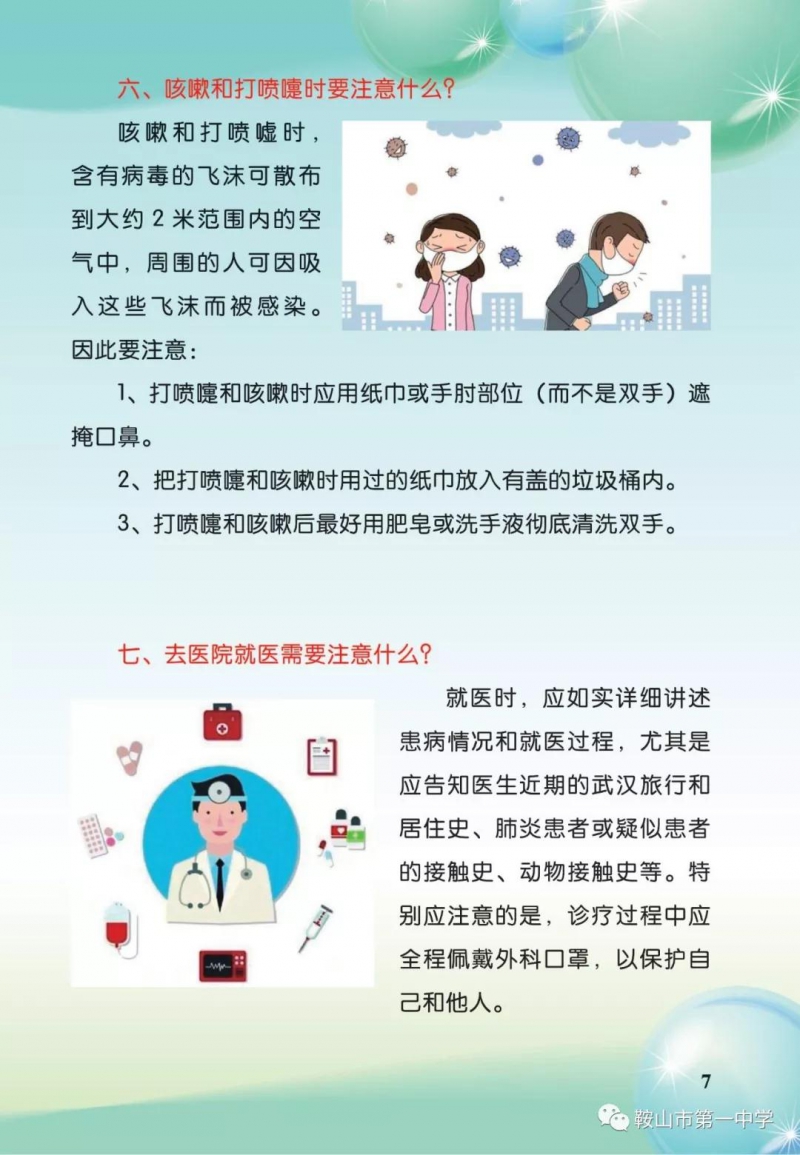 六、咳嗽和打喷嚏时要注意什么?
咳嗽和打喷嘘时,
含有病毒的飞沫可散布
到大约2米范围内的空
气中,周围的人可因吸
入这些飞沫而被感染。
因此要注意:
1、打喷嚏和咳嗽时应用纸巾或手肘部位(而不是双手)遮
掩口鼻。
2、把打喷嚏和咳嗽时用过的纸巾放入有盖的垃圾桶内。
3、打喷嚏和咳嗽后最好用肥皂或洗手液彻底清洗双手。
七、去医院就医需要注意什么?
就医时,应如实详细讲述
患病情况和就医过程,尤其是
应告知医生近期的武汉旅行和
居住史、肺炎患者或疑似患者
的接触史、动物接触史等。特
别应注意的是,诊疗过程中应
全程佩戴外科口罩,以保护自
己和他人。
7
鞍山市第一中学